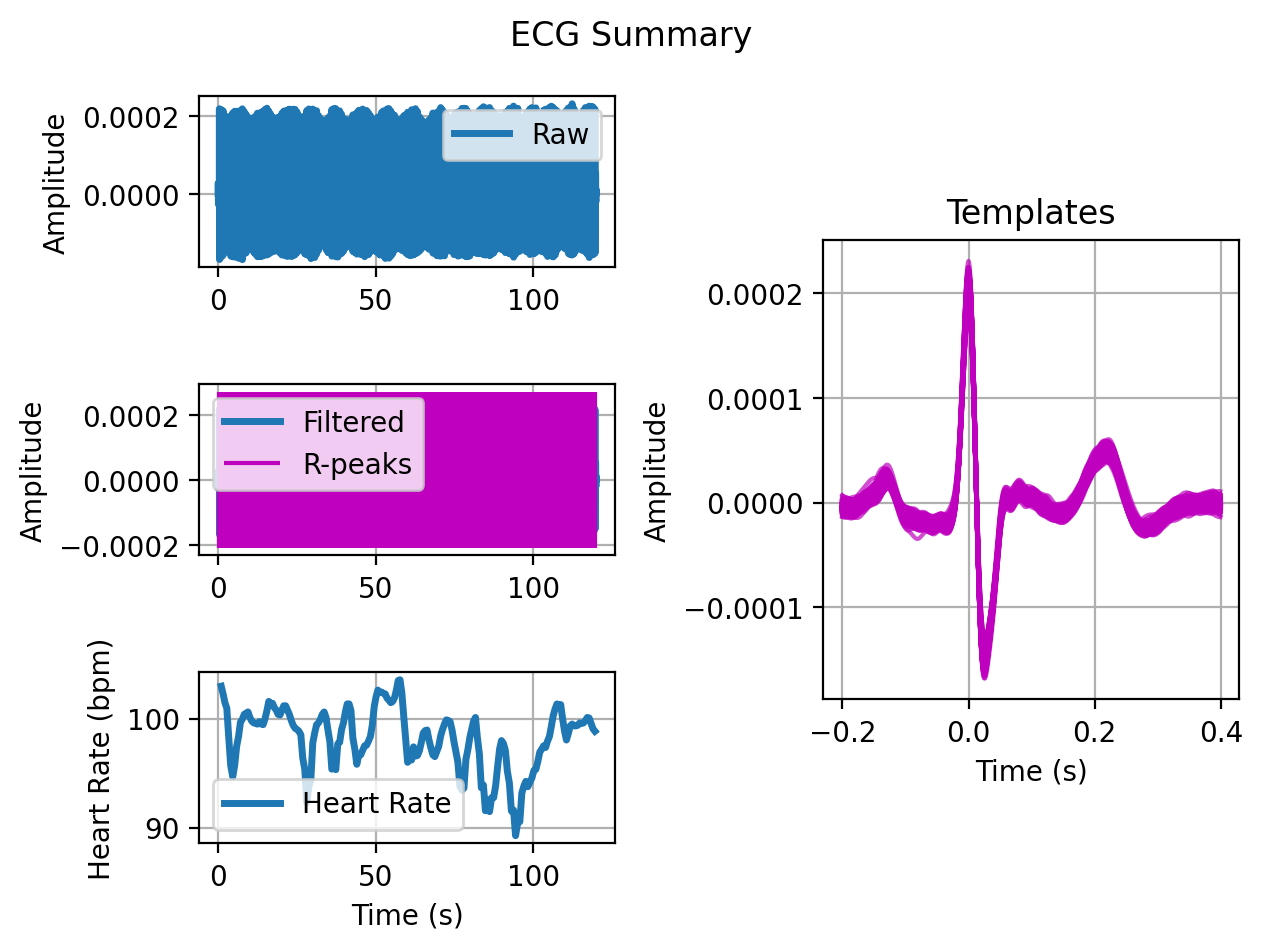 ECG Summary
Amplitude
0.0002
0.0000
Raw
0 50 100
Amplitude
0.0002
0.0000
−0.0002
Filtered
R-peaks
0 50 100
Heart Rate (bpm)
100
90
Heart Rate
0 50 100
Time (s)
Templates
Amplitude
0.0002
0.0001
0.0000
−0.0001
−0.2 0.0 0.2 0.4
Time (s)